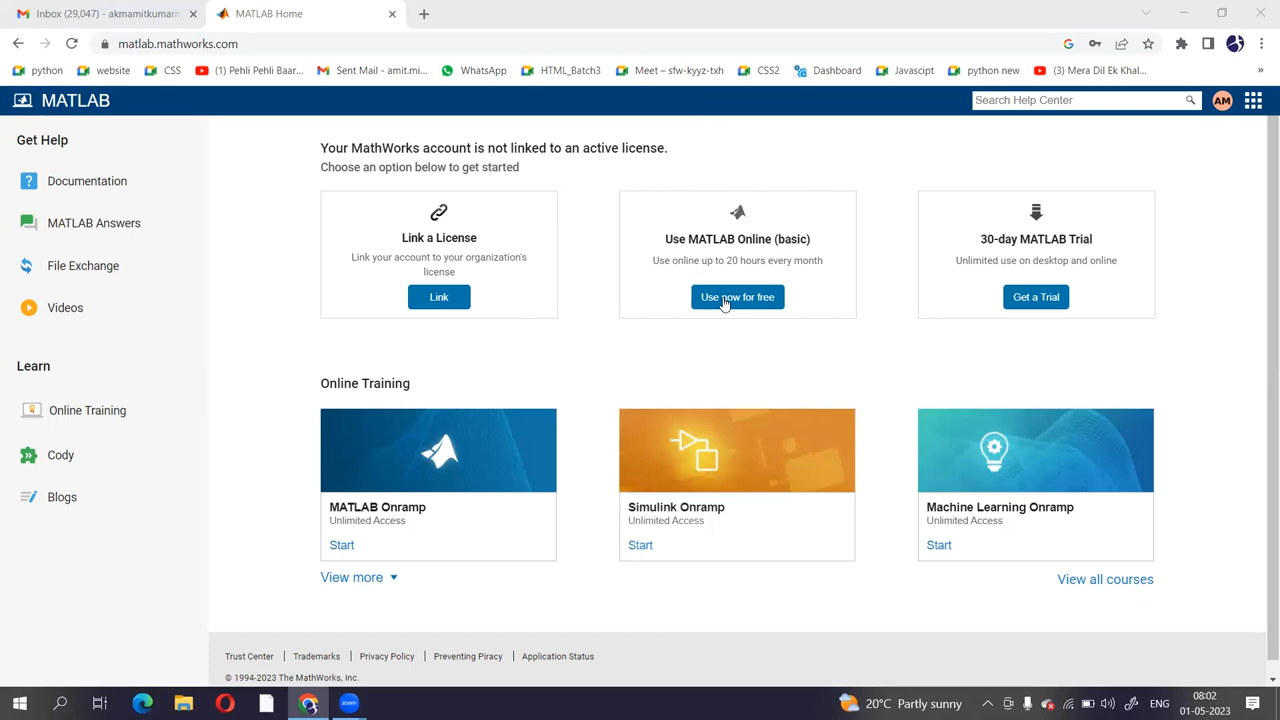 Inbox (29,047) - akmamitkumarm
MATLAB Home
matlab.mathworks.com
python
website
CSS
Pehli Pehli Baar...
Sent Mail - amit.mi...
WhatsApp
HTML_Batch3
Meet – sfw-kyyz-txh
CSS2
Dashboard
Javascipt
python new
(3) Mera Dil Ek Khal...
»
MATLAB
Search Help Center
AM
Get Help
Documentation
MATLAB Answers
File Exchange
Videos
Learn
Online Training
Cody
Blogs
Your MathWorks account is not linked to an active license.
Choose an option below to get started
Link a License
Link your account to your organization's
license
Link
Use MATLAB Online (basic)
Use online up to 20 hours every month
Use now for free
30-day MATLAB Trial
Unlimited use on desktop and online
Get a Trial
Online Training
MATLAB Onramp
Unlimited Access
Start
Simulink Onramp
Unlimited Access
Start
Machine Learning Onramp
Unlimited Access
Start
View more
View all courses
Trust Center | Trademarks | Privacy Policy | Preventing Piracy | Application Status
© 1994-2023 The MathWorks, Inc.
zoom
20°C Partly sunny
ENG
08:02
01-05-2023